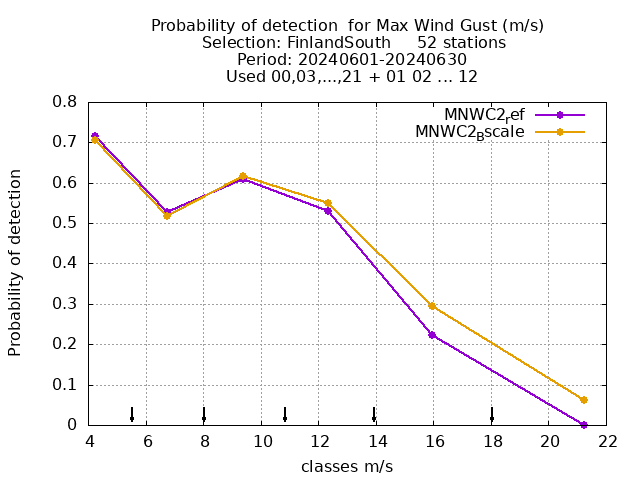 Probability of detection  for Max Wind Gust (m/s)
Selection: FinlandSouth     52 stations
Period: 20240601-20240630
Used 00,03,...,21 + 01 02 ... 12
MNWC2ref
MNWC2Bscale
Probability of detection
0.8
0.7
0.6
0.5
0.4
0.3
0.2
0.1
0
4 6 8 10 12 14 16 18 20 22
classes m/s